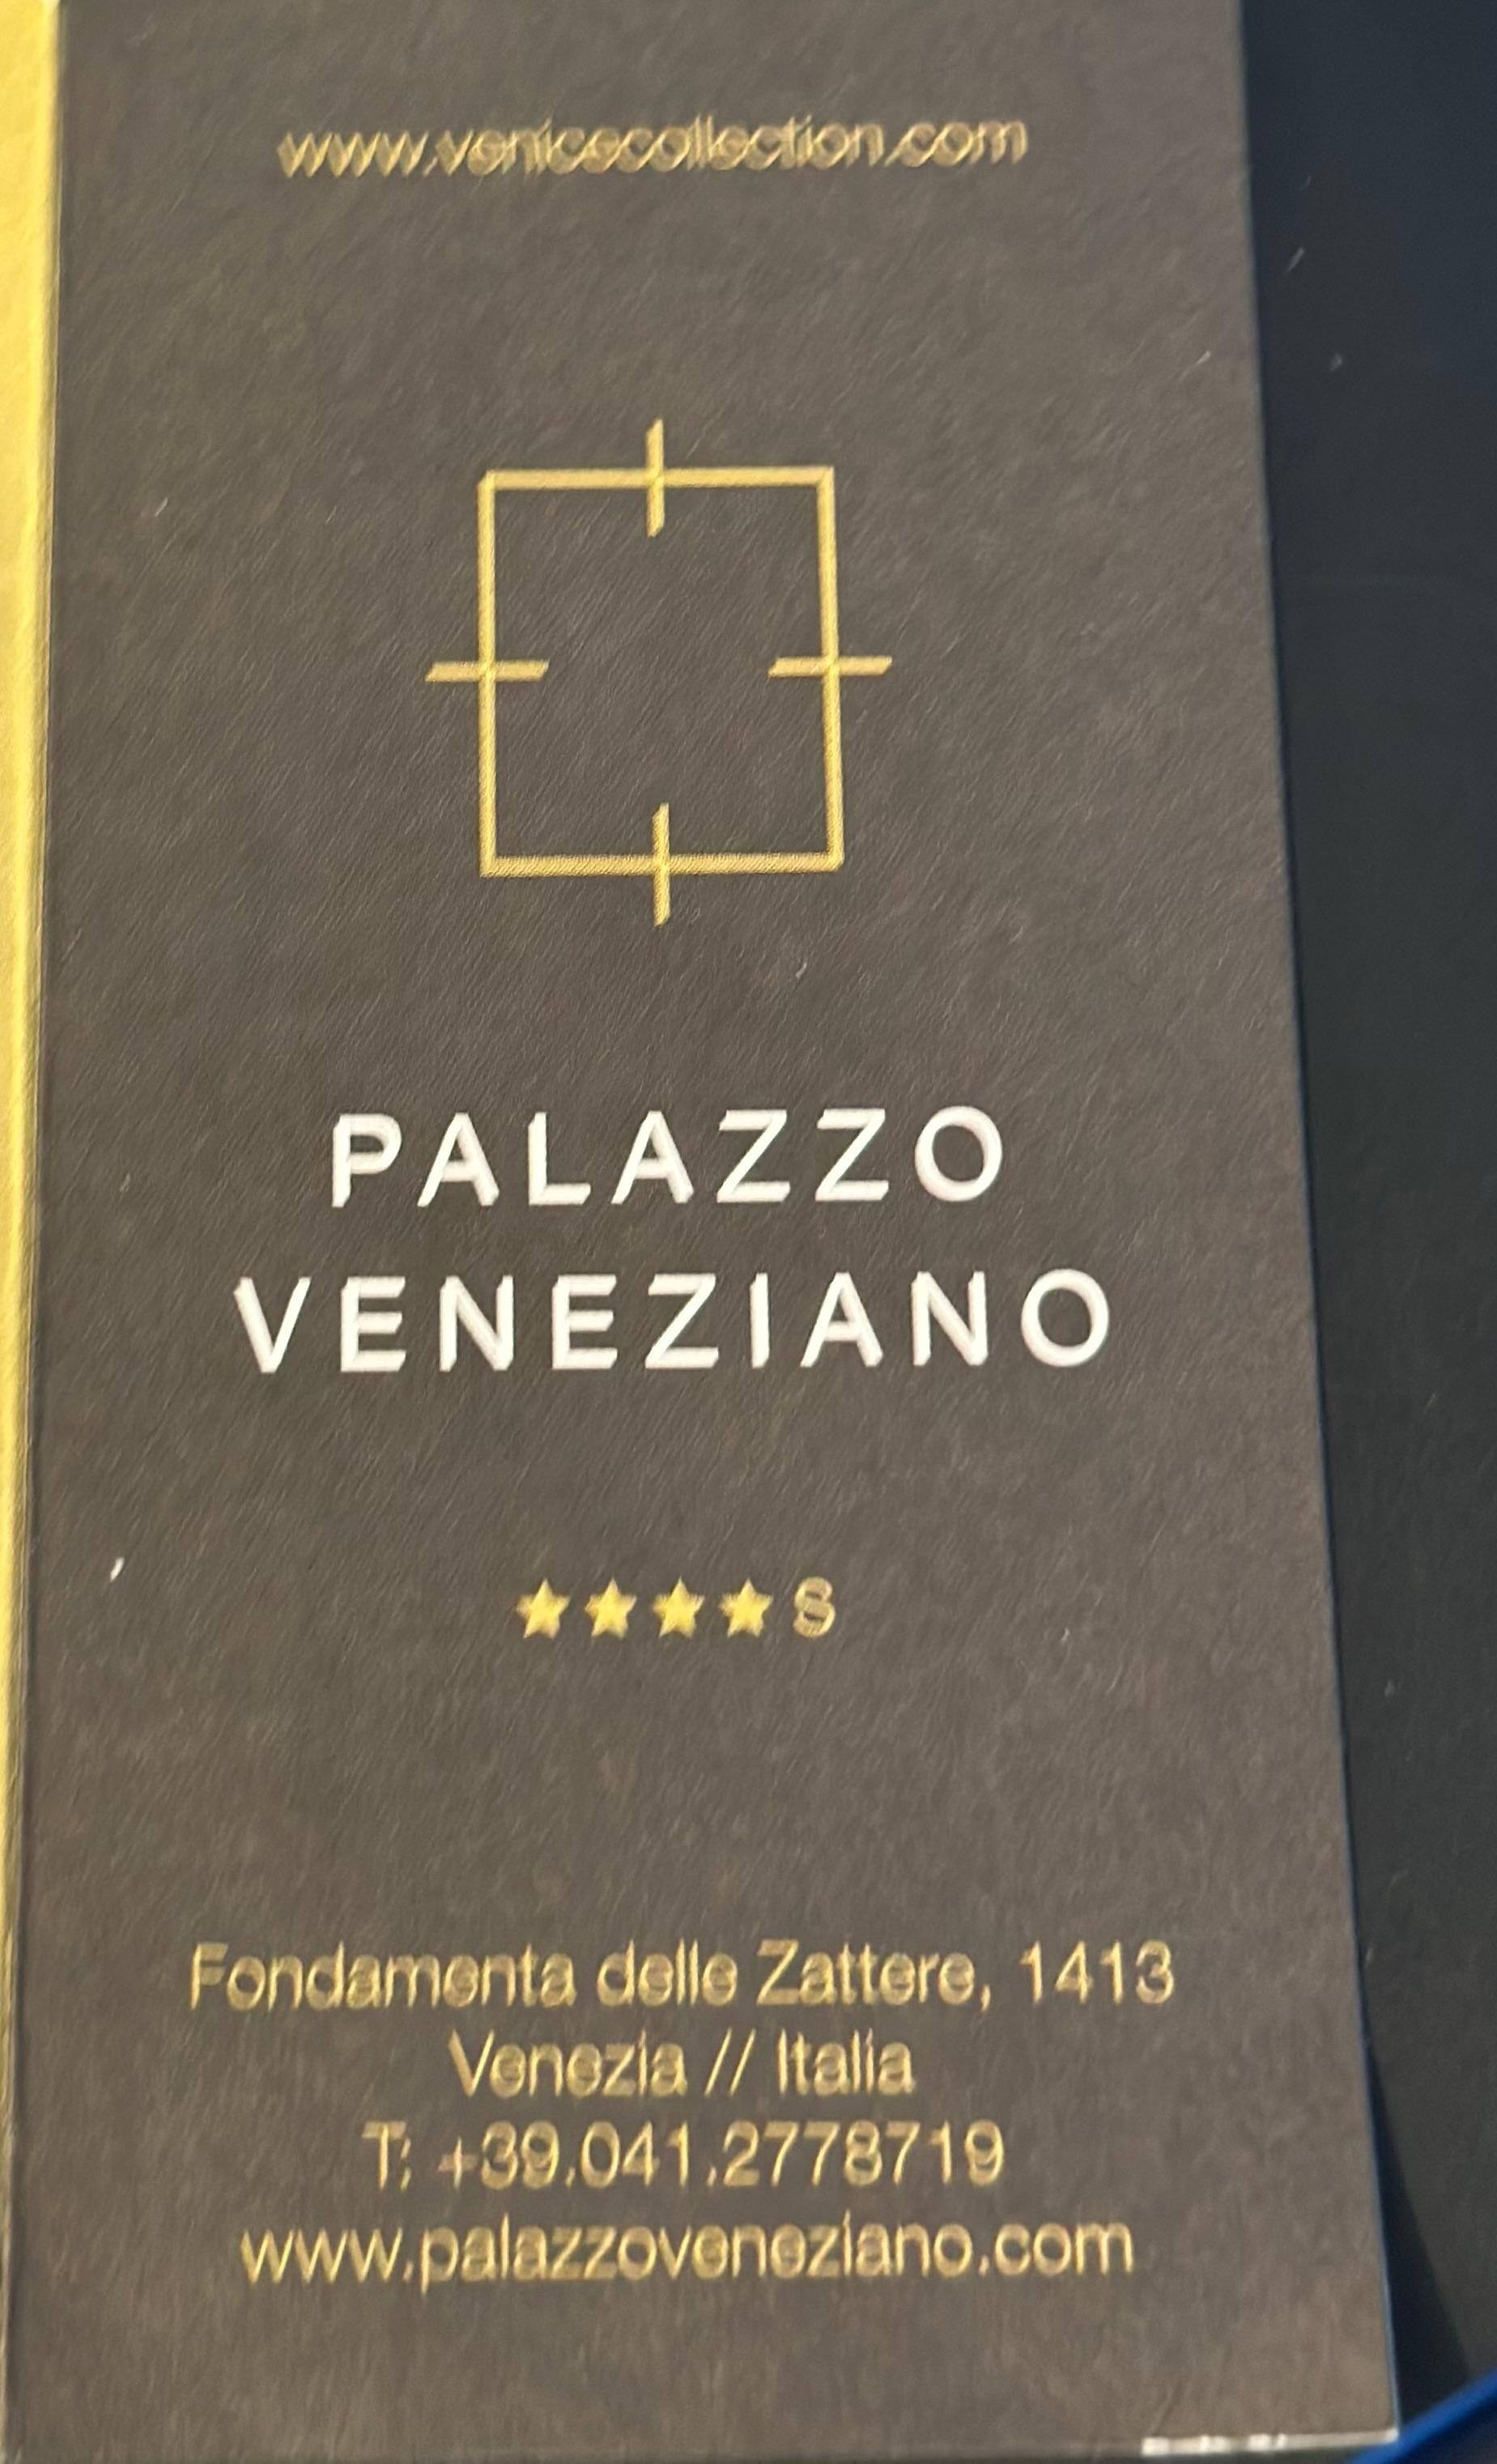 www.venicecollection.com
PALAZZO
VENEZIANO
★★★★S
Fondamenta delle Zattere, 1413
Venezia // Italia
T: +39.041.2778719
www.palazzoveneziano.com